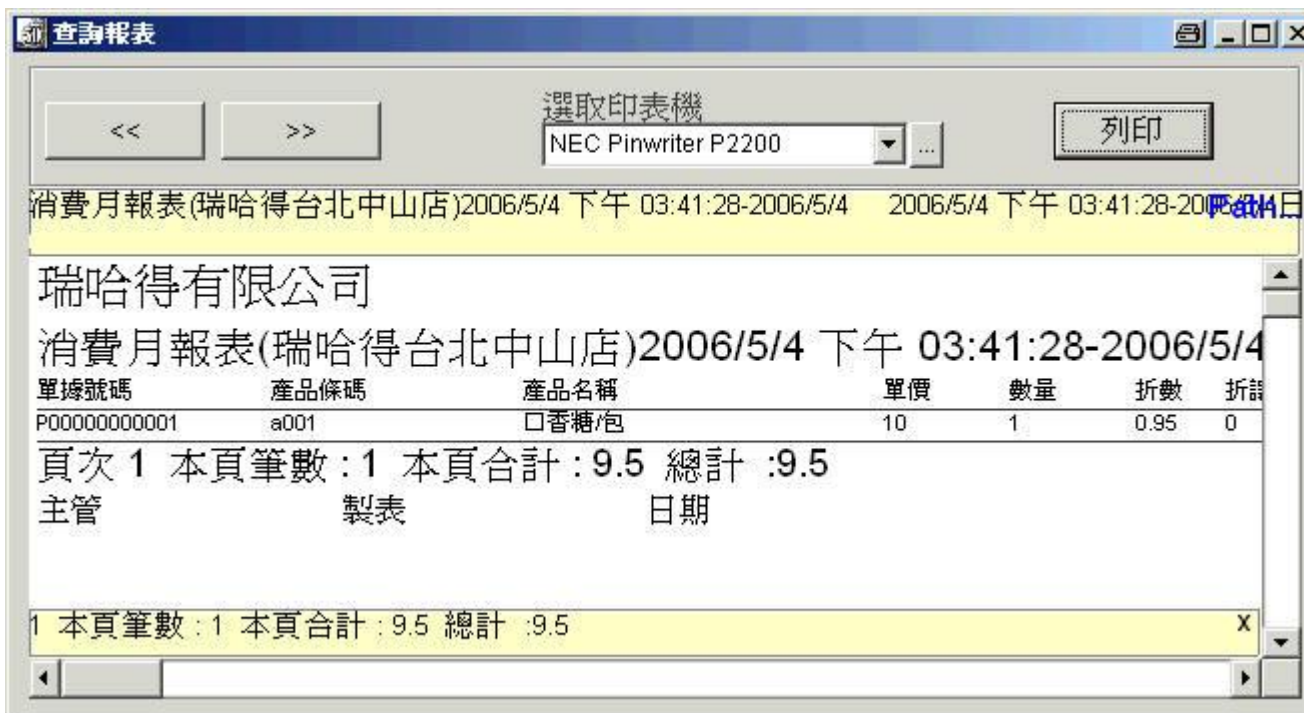 查詢報表
<< >> 選取印表機 列印
NEC Pinwriter P2200 ...
消費月報表(瑞哈得台北中山店)2006/5/4 下午 03:41:28-2006/5/4 2006/5/4 下午 03:41:28-20 Path...日
瑞哈得有限公司
消費月報表(瑞哈得台北中山店)2006/5/4 下午 03:41:28-2006/5/4
單據號碼 產品條碼 產品名稱 單價 數量 折數 折
P00000000001 a001 口香糖/包 10 1 0.95 0
頁次 1 本頁筆數 : 1 本頁合計 : 9.5 總計 :9.5
主管 製表 日期
1 本頁筆數 : 1 本頁合計 : 9.5 總計 :9.5 X